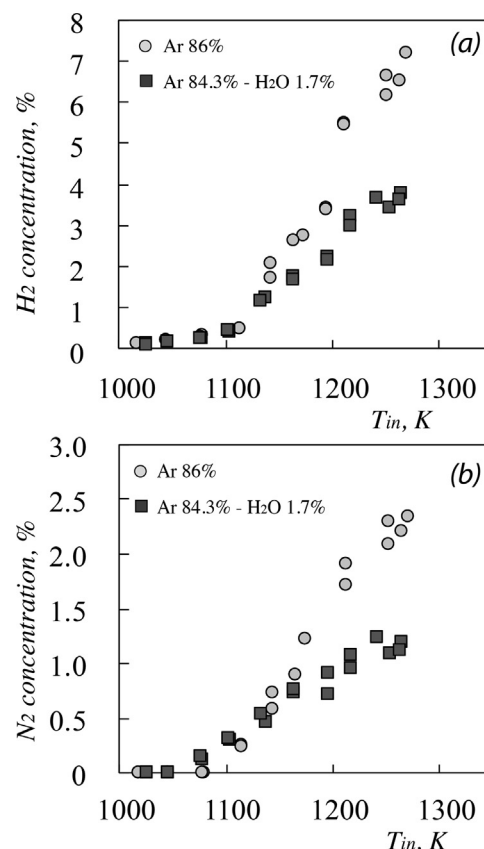 8
(a)
Ar 86%
7
Ar 84.3% - H2O 1.7%
6
5
4
3
2
1
0
H2 concentration, %
1000 1100 1200 1300
Tin, K
3.0
(b)
Ar 86%
2.5
Ar 84.3% - H2O 1.7%
2.0
1.5
1.0
0.5
0
N2 concentration, %
1000 1100 1200 1300
Tin, K